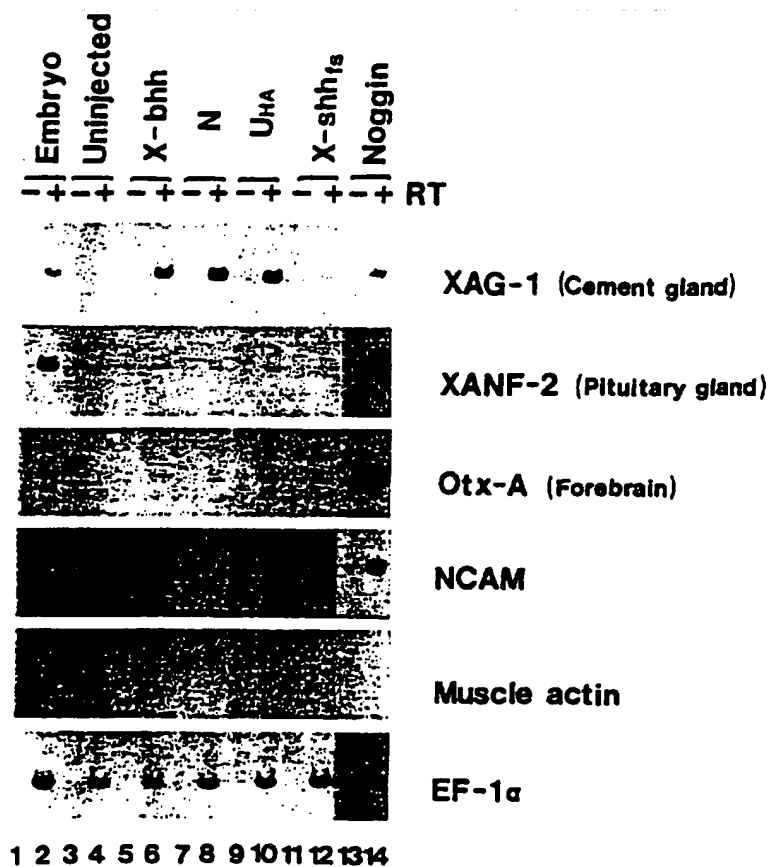 Embryo
Uninjected
X-bhh
N
UHA
X-shhfs
Noggin
- + - + - + - + - + - + - + RT
XAG-1 (Cement gland)
XANF-2 (Pituitary gland)
Otx-A (Forebrain)
NCAM
Muscle actin
EF-1α
1 2 3 4 5 6 7 8 9 10 11 12 13 14